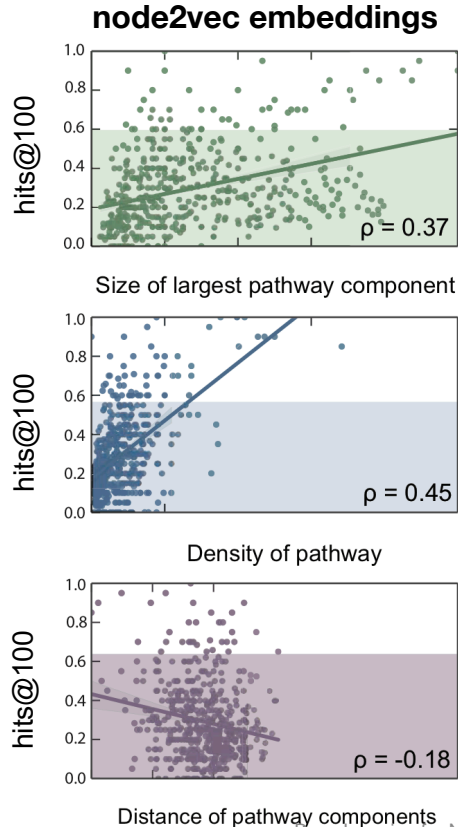 node2vec embeddings
1.0
0.8
0.6
0.4
0.2
0.0
hits@100
ρ = 0.37
Size of largest pathway component
1.0
0.8
0.6
0.4
0.2
0.0
hits@100
ρ = 0.45
Density of pathway
1.0
0.8
0.6
0.4
0.2
0.0
hits@100
ρ = -0.18
Distance of pathway components